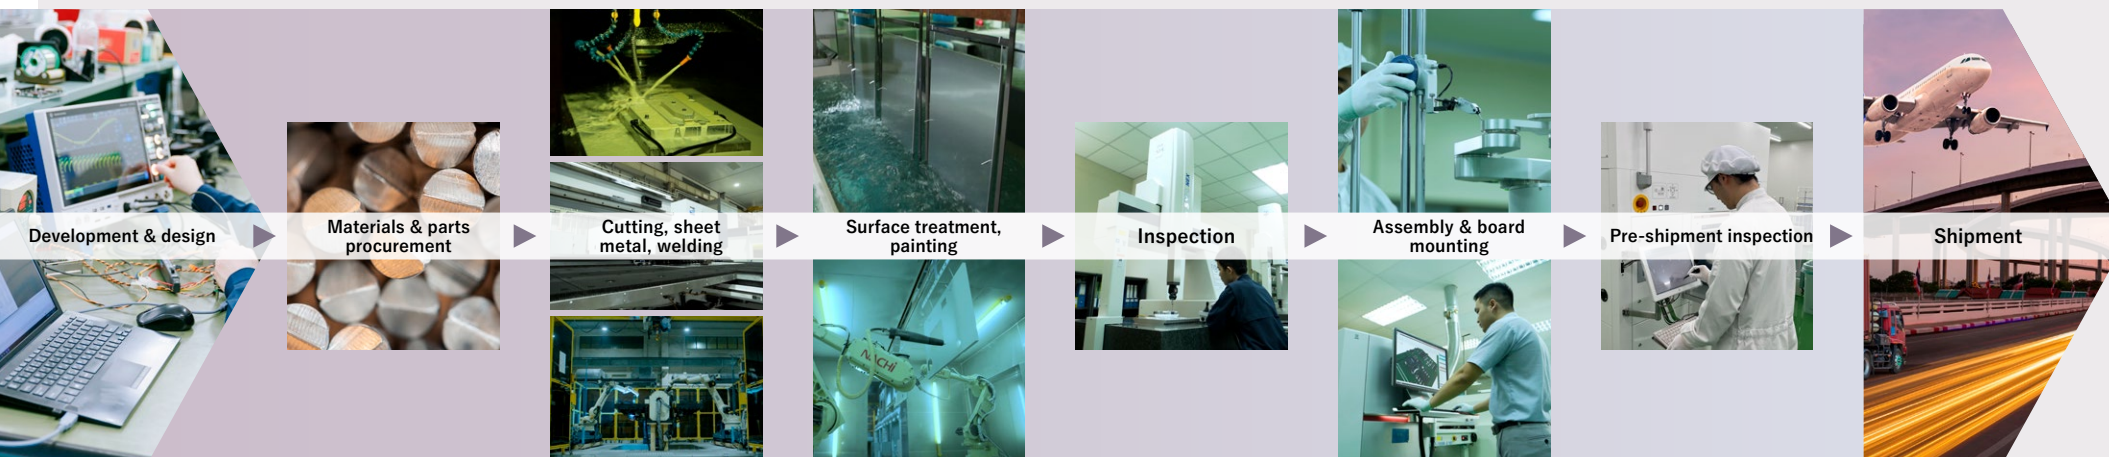 Development & design
Materials & parts
procurement
Cutting, sheet
metal, welding
Surface treatment,
painting
Inspection
Assembly & board
mounting
Pre-shipment inspection
Shipment
NACHI